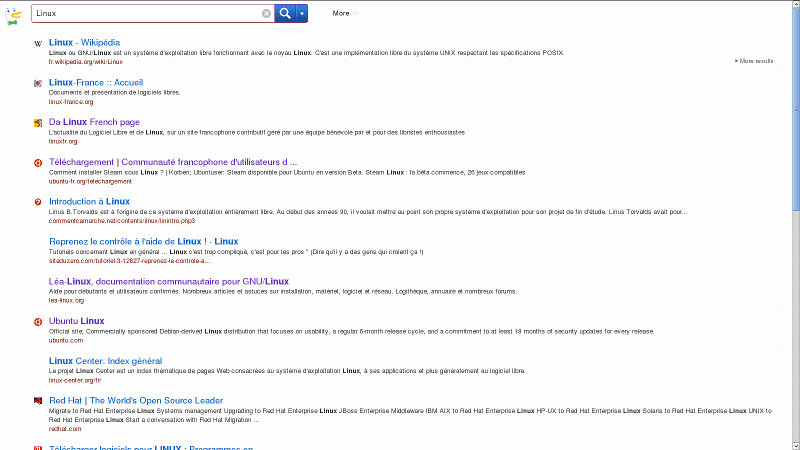 Linux
More
Linux - Wikipédia
Linux ou GNU/Linux est un système d'exploitation libre fonctionnant avec le noyau Linux. C'est une implémentation libre du système UNIX respectant les spécifications POSIX.
fr.wikipedia.org/wiki/Linux
More results
Linux-France :: Accueil
Documents et présentation de logiciels libres.
linux-france.org
Da Linux French page
L'actualité du Logiciel Libre et de Linux, sur un site francophone contributif géré par une équipe bénévole par et pour des libristes enthousiastes
linuxfr.org
Téléchargement | Communauté francophone d'utilisateurs d ...
Comment installer Steam sous Linux ? | Korben; Ubuntuser: Steam disponible pour Ubuntu en version Beta. Steam Linux : la bêta commence, 26 jeux compatibles
ubuntu-fr.org/telechargement
Introduction à Linux
Linus B.Torvalds est à l'origine de ce système d'exploitation entièrement libre. Au début des années 90, il voulait mettre au point son propre système d'exploitation pour son projet de fin d'étude. Linus Torvalds avait pour...
commentcamarche.net/contents/linux/linintro.php3
Reprenez le contrôle à l'aide de Linux ! - Linux
Tutoriels concernant Linux en général ... Linux c'est trop compliqué, c'est pour les pros " (Dire qu'il y a des gens qui croient ça !)
siteduzero.com/tutoriel-3-12827-reprenez-le-controle-a...
Léa-Linux, documentation communautaire pour GNU/Linux
Aide pour débutants et utilisateurs confirmés. Nombreux articles et astuces sur installation, matériel, logiciel et réseau. Logithèque, annuaire et nombreux forums.
lea-linux.org
Ubuntu Linux
Official site; Commercially sponsored Debian-derived Linux distribution that focuses on usability, a regular 6-month release cycle, and a commitment to at least 18 months of security updates for every release.
ubuntu.com
Linux Center: Index général
Le projet Linux Center est un index thématique de pages Web consacrées au système d'exploitation Linux, à ses applications et plus généralement au logiciel libre.
linux-center.org/fr/
Red Hat | The World's Open Source Leader
Migrate to Red Hat Enterprise Linux Systems management Upgrading to Red Hat Enterprise Linux JBoss Enterprise Middleware IBM AIX to Red Hat Enterprise Linux HP-UX to Red Hat Enterprise Linux Solaris to Red Hat Enterprise Linux UNIX to
Red Hat Enterprise Linux Start a conversation with Red Hat Migration ...
redhat.com
Télécharger logiciels pour LINUX : Programmes en